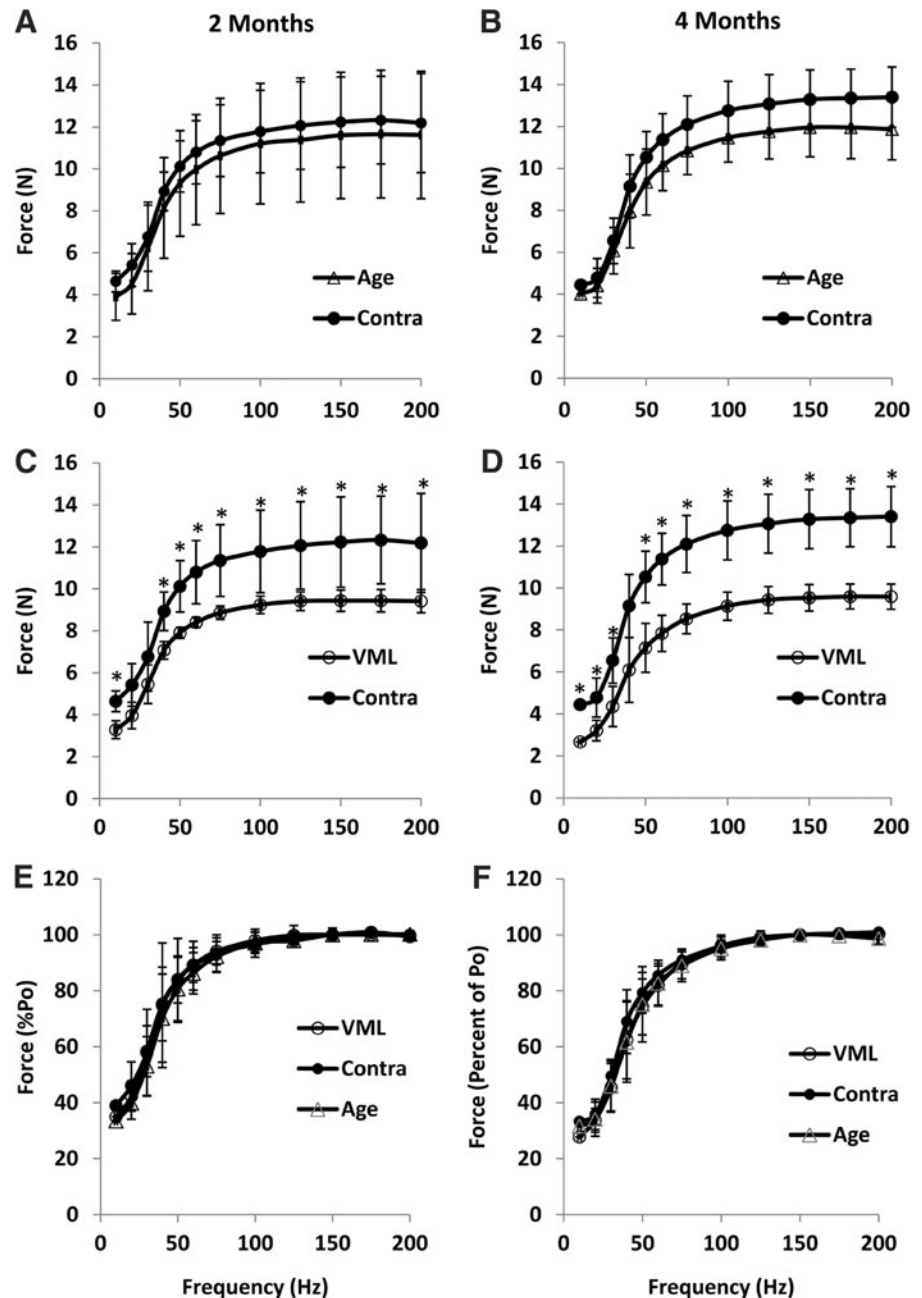 A
2 Months
16
14
12
10
8
6
4
2
0
Force (N)
Age
Contra
0 50 100 150 200
B
4 Months
16
14
12
10
8
6
4
2
0
Force (N)
Age
Contra
0 50 100 150 200
C
16
14
12
10
8
6
4
2
0
Force (N)
* * * * * * * * * *
VML
Contra
0 50 100 150 200
D
16
14
12
10
8
6
4
2
0
Force (N)
* * * * * * * * * * *
VML
Contra
0 50 100 150 200
E
120
100
80
60
40
20
0
Force (%Po)
VML
Contra
Age
0 50 100 150 200
Frequency (Hz)
F
120
100
80
60
40
20
0
Force (Percent of Po)
VML
Contra
Age
0 50 100 150 200
Frequency (Hz)